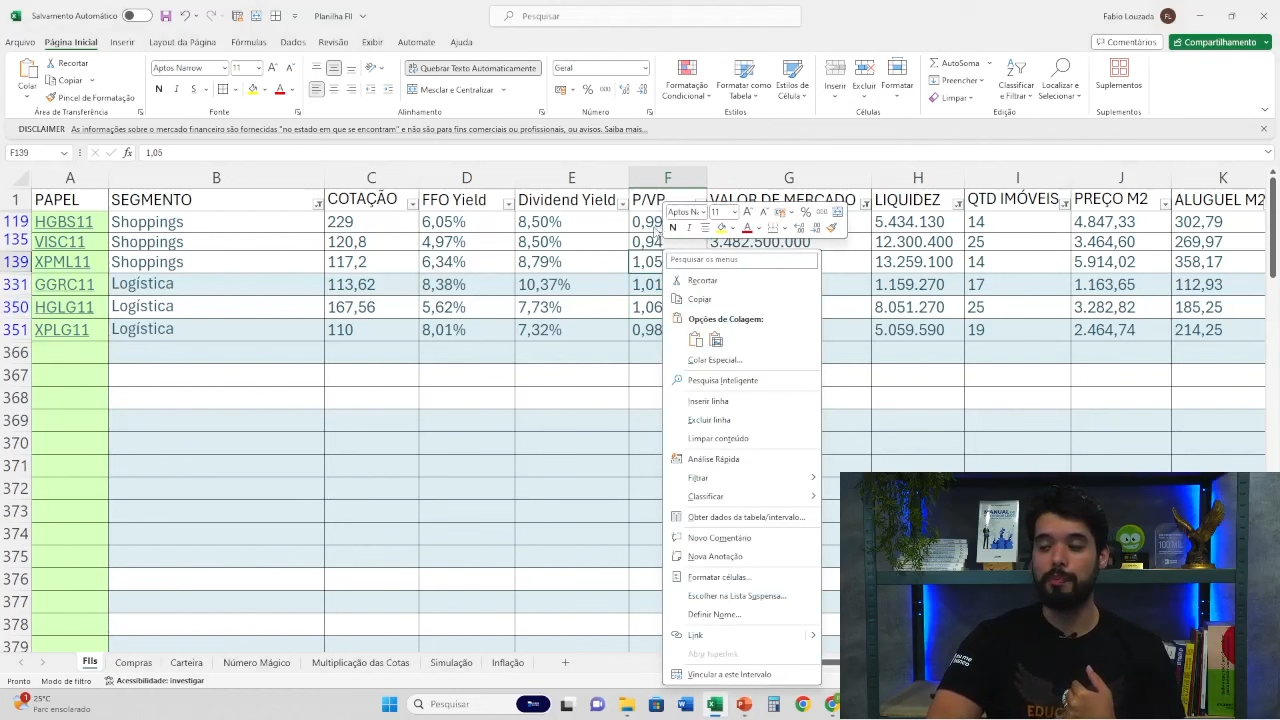 Salvamento Automático
Planilha FII
Pesquisar
Fabio Louzada
FL
Arquivo
Página Inicial
Inserir
Layout da Página
Fórmulas
Dados
Revisão
Exibir
Automate
Ajuda
Comentários
Compartilhamento
Colar
Recortar
Copiar
Pincel de Formatação
Área de Transferência
Aptos Narrow
11
N I S
Fonte
Quebrar Texto Automaticamente
Mesclar e Centralizar
Alinhamento
Geral
Número
Formatação Condicional
Formatar como Tabela
Estilos de Célula
Estilos
Inserir
Excluir
Formatar
Células
AutoSoma
Preencher
Limpar
Classificar e Filtrar
Localizar e Selecionar
Edição
Suplementos
Suplementos
DISCLAIMER As informações sobre o mercado financeiro são fornecidas "no estado em que se encontram" e não são para fins comerciais ou profissionais, ou avisos. Saiba mais...
F139
fx
1,05
A B C D E F G H I J K
1 PAPEL SEGMENTO COTAÇÃO FFO Yield Dividend Yield P/VP VALOR DE MERCADO LIQUIDEZ QTD IMÓVEIS PREÇO M2 ALUGUEL M2
119 HGBS11 Shoppings 229 6,05% 8,50% 0,99 5.434.130 14 4.847,33 302,79
135 VISC11 Shoppings 120,8 4,97% 8,50% 0,94 3.482.500.000 12.300.400 25 3.464,60 269,97
139 XPML11 Shoppings 117,2 6,34% 8,79% 1,05 13.259.100 14 5.914,02 358,17
331 GGRC11 Logística 113,62 8,38% 10,37% 1,01 1.159.270 17 1.163,65 112,93
350 HGLG11 Logística 167,56 5,62% 7,73% 1,06 8.051.270 25 3.282,82 185,25
351 XPLG11 Logística 110 8,01% 7,32% 0,98 5.059.590 19 2.464,74 214,25
366
367
368
369
370
371
372
373
374
375
376
377
378
379
11
N I
Pesquisar os menus
Recortar
Copiar
Opções de Colagem:
Colar Especial...
Pesquisa Inteligente
Inserir linha
Excluir linha
Limpar conteúdo
Análise Rápida
Filtrar
Classificar
Obter dados da tabela/intervalo...
Novo Comentário
Nova Anotação
Formatar células...
Escolher na Lista Suspensa...
Definir Nome...
Link
Abrir hiperlink
Vincular a este Intervalo
MANUAL
100 MIL
EDUC
FIIs
Compras
Carteira
Número Mágico
Multiplicação das Cotas
Simulação
Inflação
Pronto
Modo de filtro
Acessibilidade: Investigar
25°C
Parc ensolarado
Pesquisar